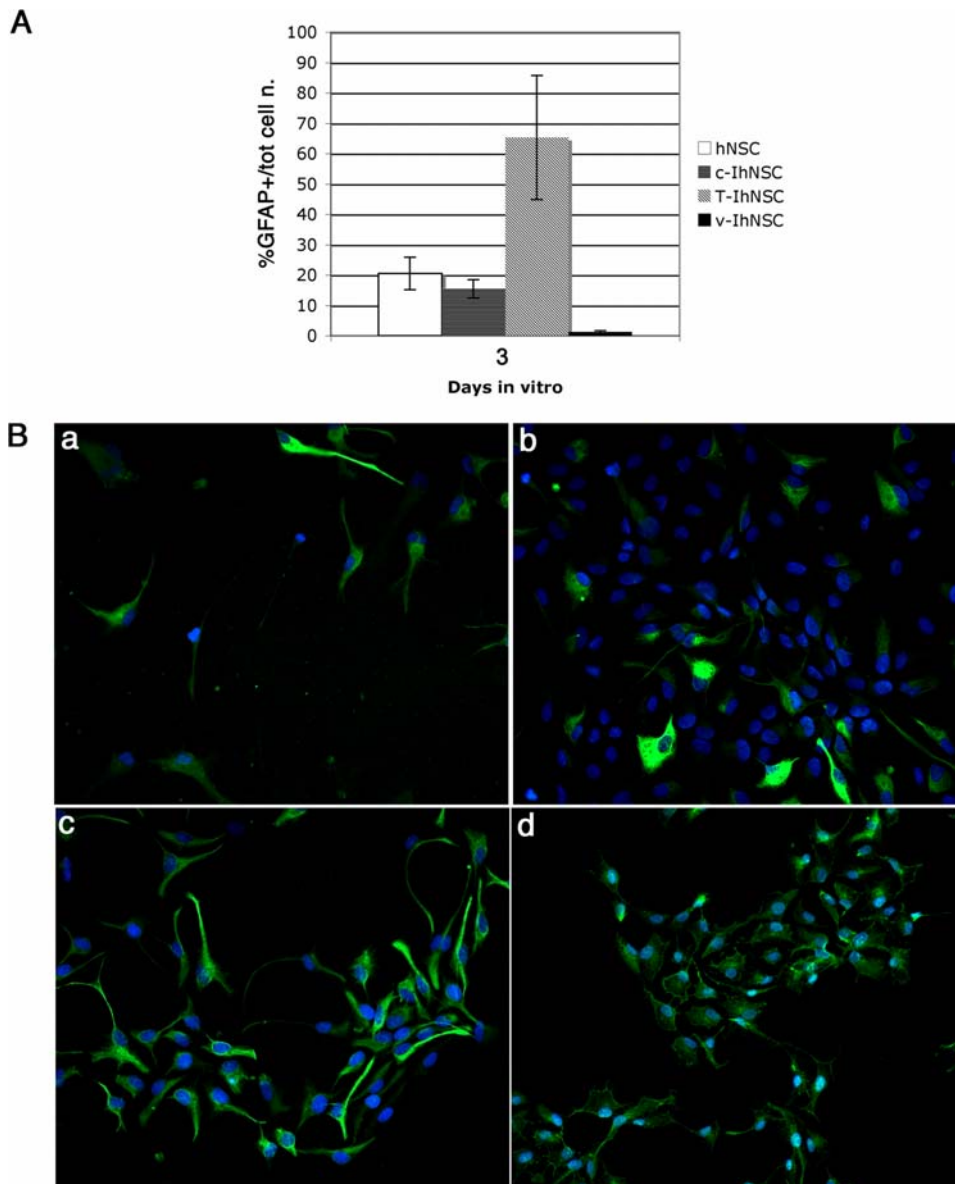 A
%GFAP+/tot cell n.
100
90
80
70
60
50
40
30
20
10
0
3
Days in vitro
hNSC
c-IhNSC
T-IhNSC
v-IhNSC
B
a
b
c
d